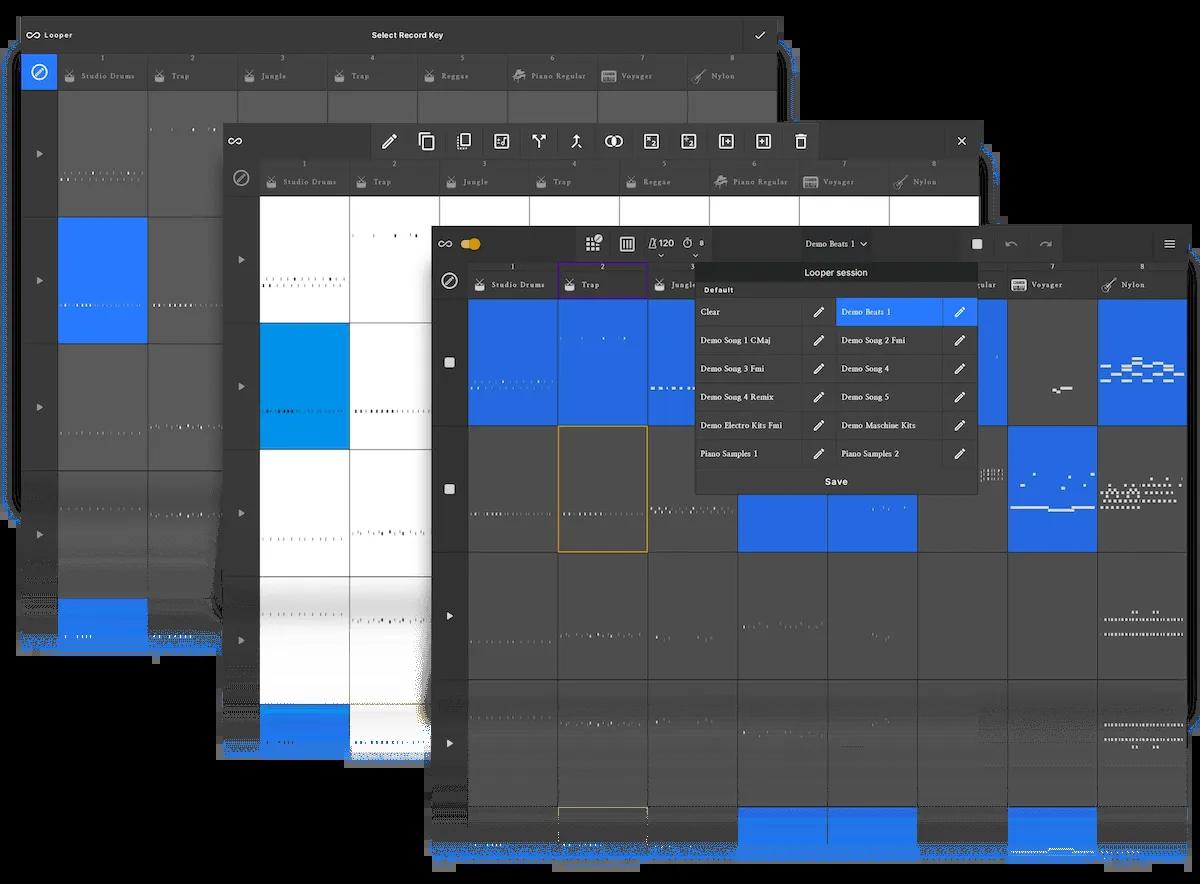 Looper
Select Record Key
1 2 3 4 5 6 7 8
Studio Drums Trap Jungle Trap Reggae Piano Regular Voyager Nylon
1 2 3 4 5 6 7 8
Studio Drums Trap Jungle Trap Reggae Piano Regular Voyager Nylon
120 8 Demo Beats 1
1 2 3 7 8
Studio Drums Trap Jungle gular Voyager Nylon
Looper session
Default
Clear Demo Beats 1
Demo Song 1 CMaj Demo Song 2 Fmi
Demo Song 3 Fmi Demo Song 4
Demo Song 4 Remix Demo Song 5
Demo Electro Kits Fmi Demo Maschine Kits
Piano Samples 1 Piano Samples 2
Save